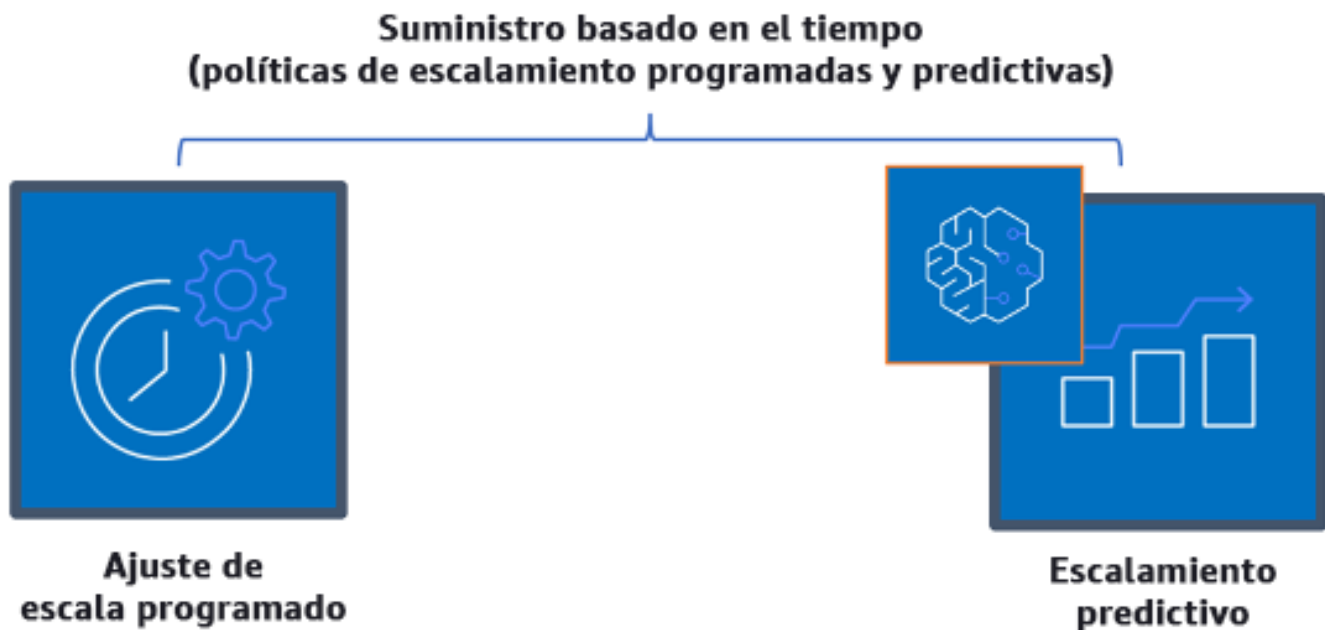 Suministro basado en el tiempo
(políticas de escalamiento programadas y predictivas)
Ajuste de
escala programado
Escalamiento
predictivo